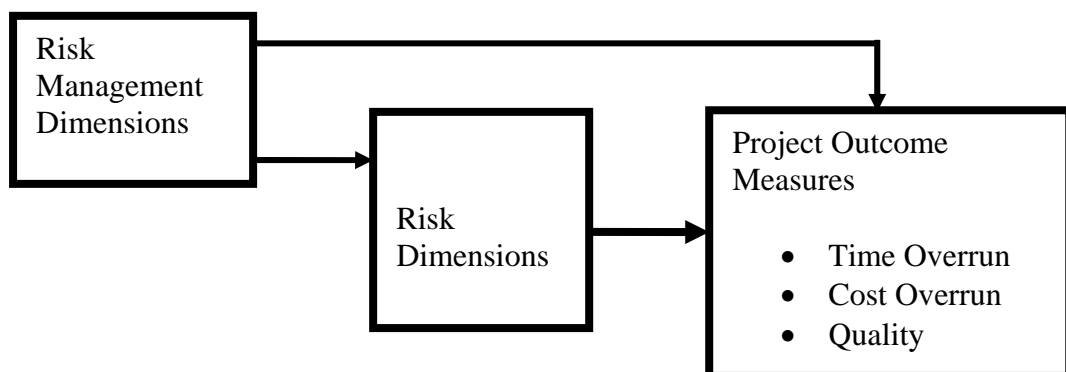 Risk
Management
Dimensions
Risk
Dimensions
Project Outcome
Measures
• Time Overrun
• Cost Overrun
• Quality